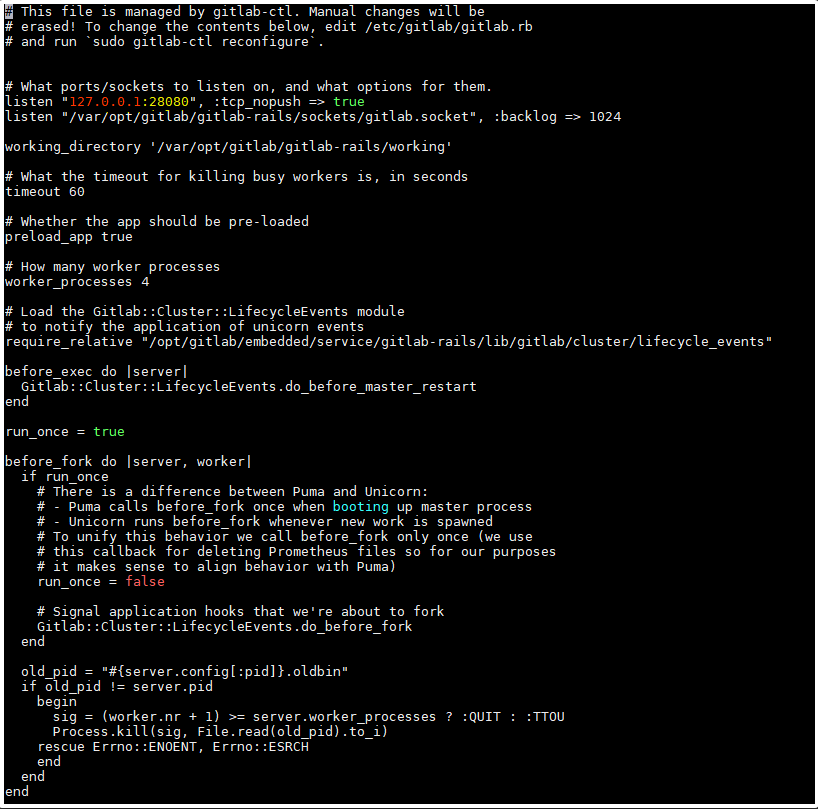 # This file is managed by gitlab-ctl. Manual changes will be
# erased! To change the contents below, edit /etc/gitlab/gitlab.rb
# and run `sudo gitlab-ctl reconfigure`.
# What ports/sockets to listen on, and what options for them.
listen "127.0.0.1:28080", :tcp_nopush => true
listen "/var/opt/gitlab/gitlab-rails/sockets/gitlab.socket", :backlog => 1024
working_directory '/var/opt/gitlab/gitlab-rails/working'
# What the timeout for killing busy workers is, in seconds
timeout 60
# Whether the app should be pre-loaded
preload_app true
# How many worker processes
worker_processes 4
# Load the Gitlab::Cluster::LifecycleEvents module
# to notify the application of unicorn events
require_relative "/opt/gitlab/embedded/service/gitlab-rails/lib/gitlab/cluster/lifecycle_events"
before_exec do |server|
  Gitlab::Cluster::LifecycleEvents.do_before_master_restart
end
run_once = true
before_fork do |server, worker|
  if run_once
    # There is a difference between Puma and Unicorn:
    # - Puma calls before_fork once when booting up master process
    # - Unicorn runs before_fork whenever new work is spawned
    # To unify this behavior we call before_fork only once (we use
    # this callback for deleting Prometheus files so for our purposes
    # it makes sense to align behavior with Puma)
    run_once = false
    # Signal application hooks that we're about to fork
    Gitlab::Cluster::LifecycleEvents.do_before_fork
  end
  old_pid = "#{server.config[:pid]}.oldbin"
  if old_pid != server.pid
    begin
      sig = (worker.nr + 1) >= server.worker_processes ? :QUIT : :TTOU
      Process.kill(sig, File.read(old_pid).to_i)
    rescue Errno::ENOENT, Errno::ESRCH
    end
  end
end